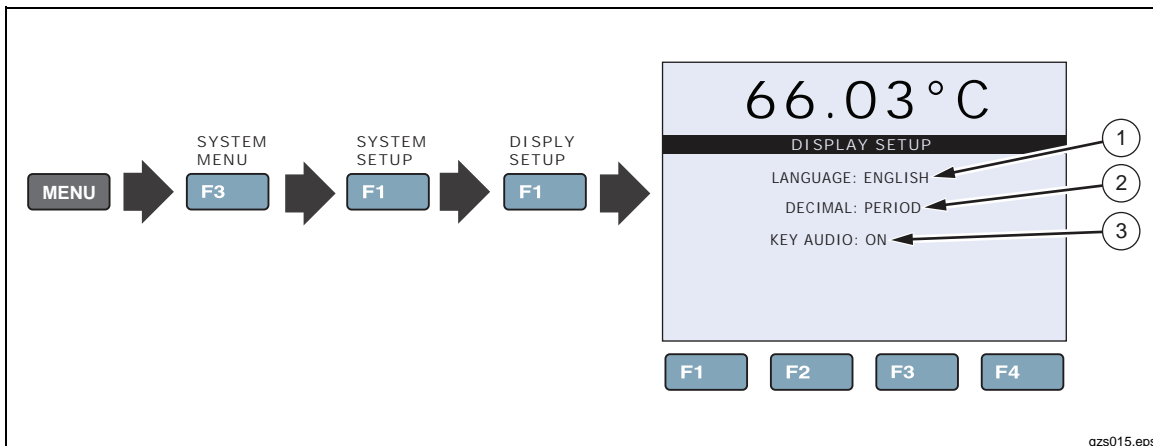 MENU
SYSTEM
MENU
F3
SYSTEM
SETUP
F1
DISPLY
SETUP
F1
66.03°C
DISPLAY SETUP
LANGUAGE: ENGLISH
DECIMAL: PERIOD
KEY AUDIO: ON
1
2
3
F1 F2 F3 F4
gzs015.eps